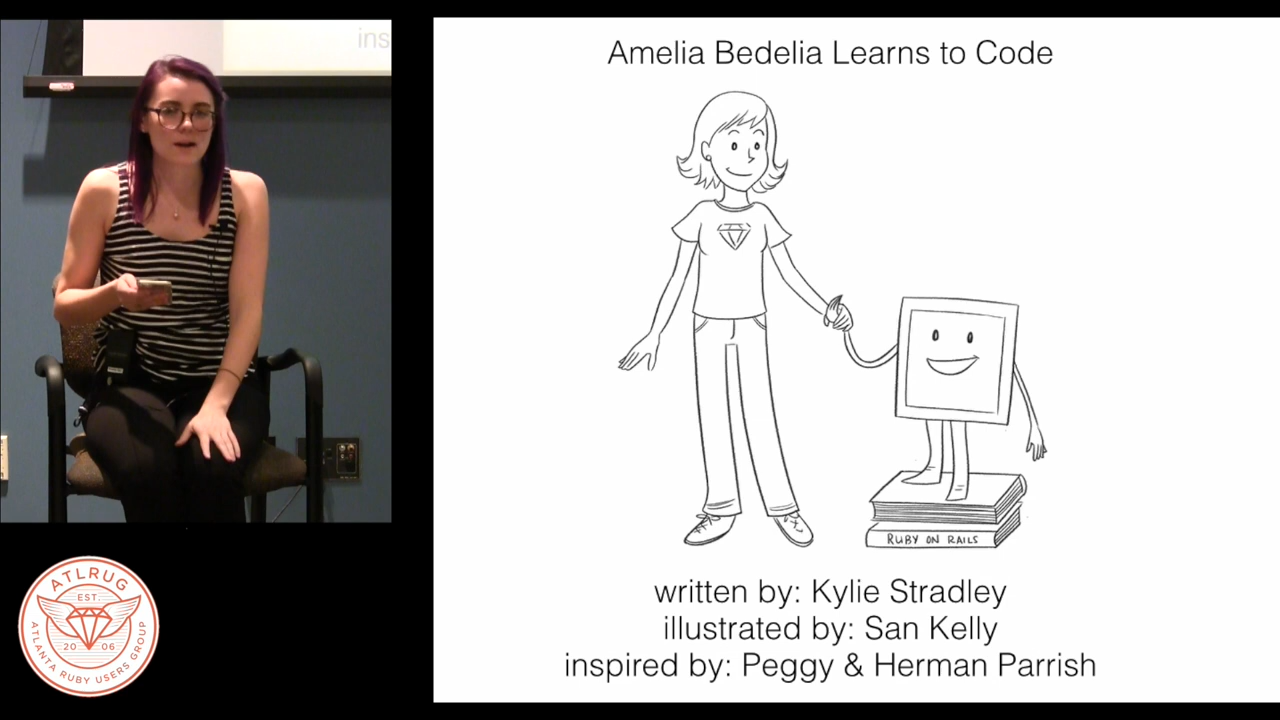 ins
Amelia Bedelia Learns to Code
RUBY ON RAILS
written by: Kylie Stradley
illustrated by: San Kelly
inspired by: Peggy & Herman Parrish
ATLRUG
EST.
20 06
ATLANTA RUBY USERS GROUP